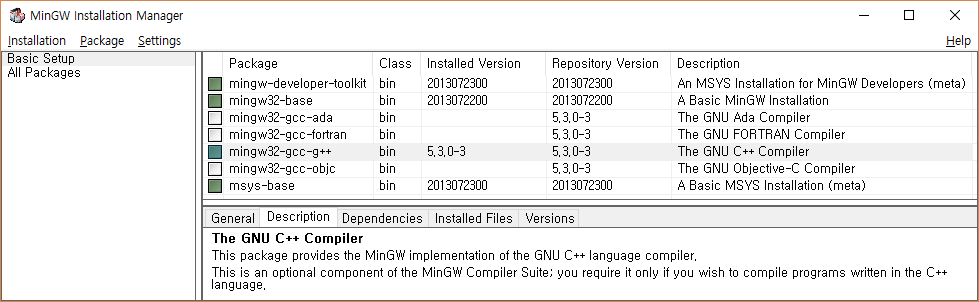 MinGW Installation Manager
Installation Package Settings Help
Basic Setup
All Packages
Package Class Installed Version Repository Version Description
mingw-developer-toolkit bin 2013072300 2013072300 An MSYS Installation for MinGW Developers (meta)
mingw32-base bin 2013072200 2013072200 A Basic MinGW Installation
mingw32-gcc-ada bin 5,3,0-3 The GNU Ada Compiler
mingw32-gcc-fortran bin 5,3,0-3 The GNU FORTRAN Compiler
mingw32-gcc-g++ bin 5,3,0-3 5,3,0-3 The GNU C++ Compiler
mingw32-gcc-objc bin 5,3,0-3 The GNU Objective-C Compiler
msys-base bin 2013072300 2013072300 A Basic MSYS Installation (meta)
General Description Dependencies Installed Files Versions
The GNU C++ Compiler
This package provides the MinGW implementation of the GNU C++ language compiler,
This is an optional component of the MinGW Compiler Suite; you require it only if you wish to compile programs written in the C++
language,